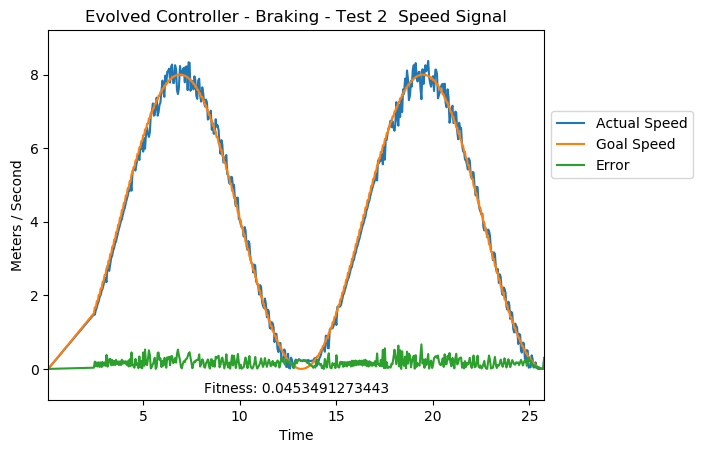 Evolved Controller - Braking - Test 2  Speed Signal
Meters / Second
8
6
4
2
0
Actual Speed
Goal Speed
Error
Fitness: 0.0453491273443
5 10 15 20 25
Time